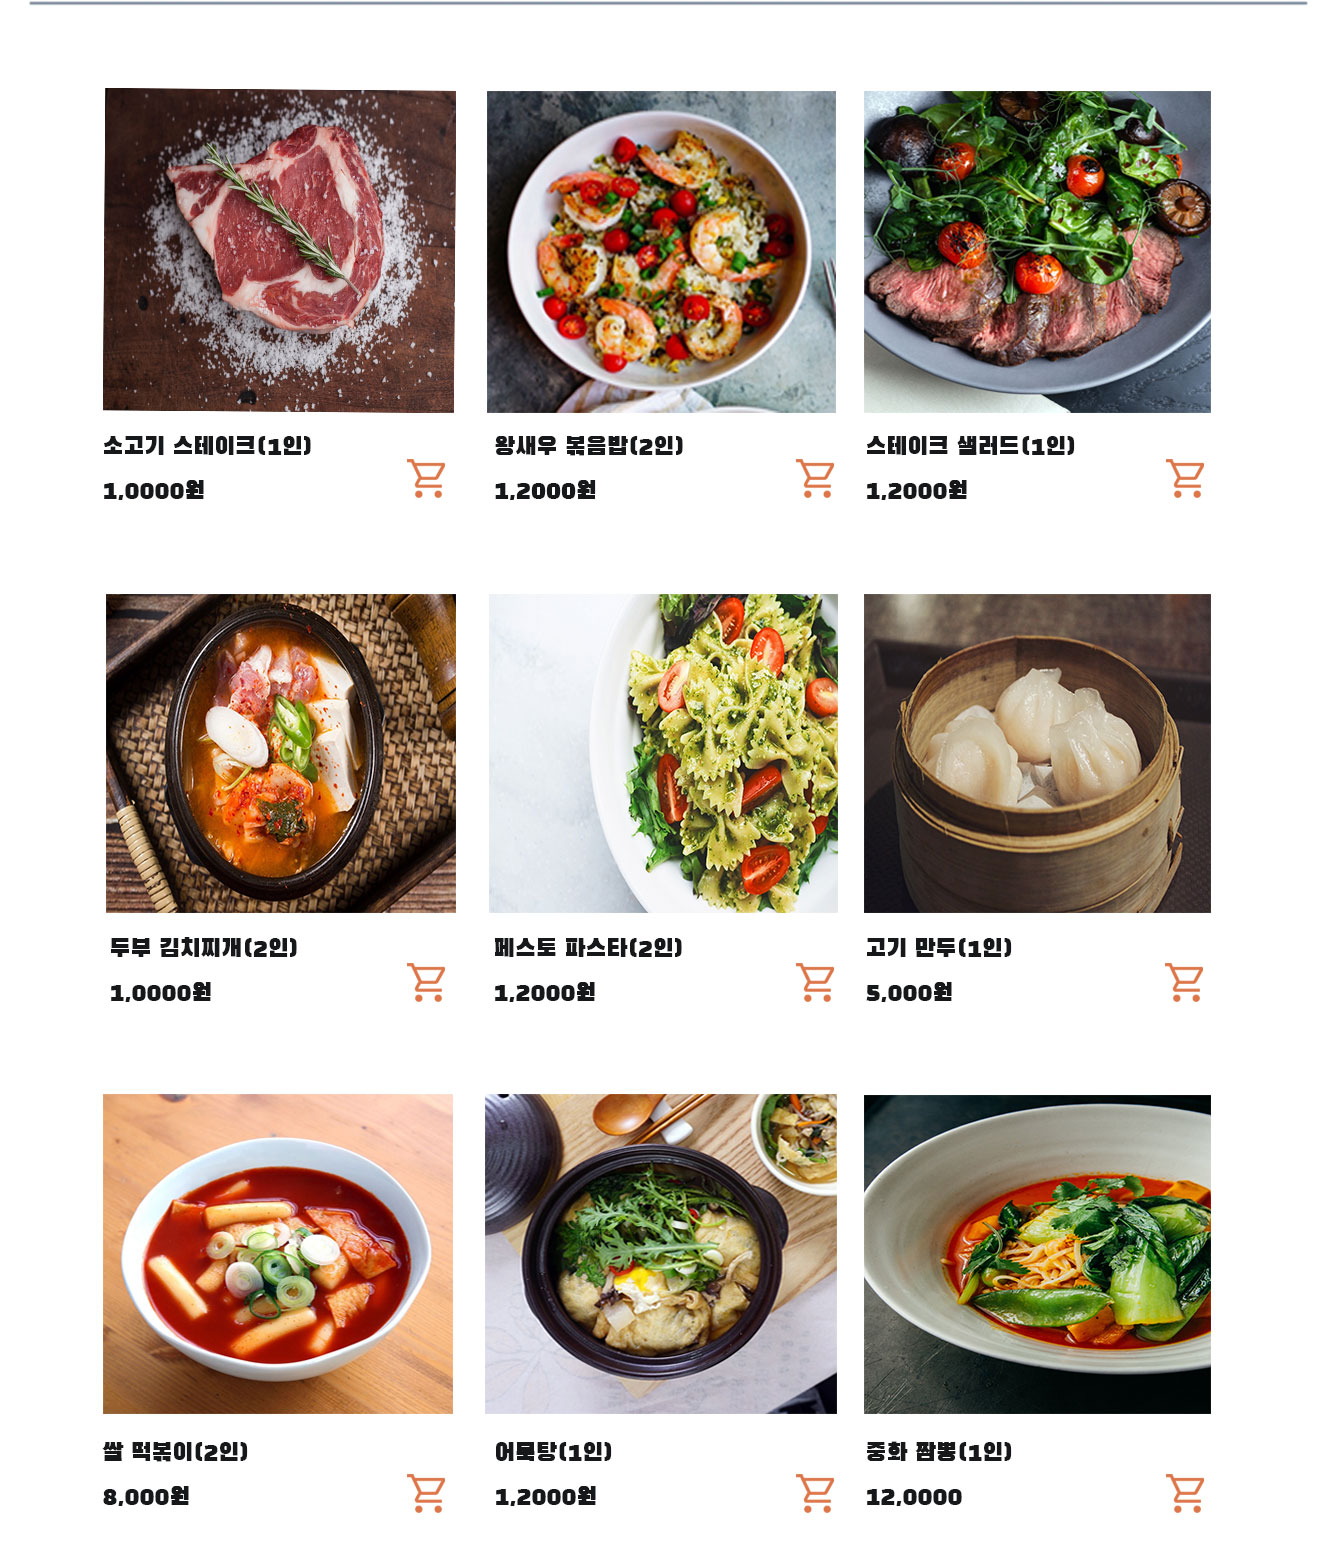 소고기 스테이크(1인)
1,0000원
왕새우 볶음밥(2인)
1,2000원
스테이크 샐러드(1인)
1,2000원
두부 김치찌개(2인)
1,0000원
페스토 파스타(2인)
1,2000원
고기 만두(1인)
5,000원
쌀 떡볶이(2인)
8,000원
어묵탕(1인)
1,2000원
중화 짬뽕(1인)
12,0000